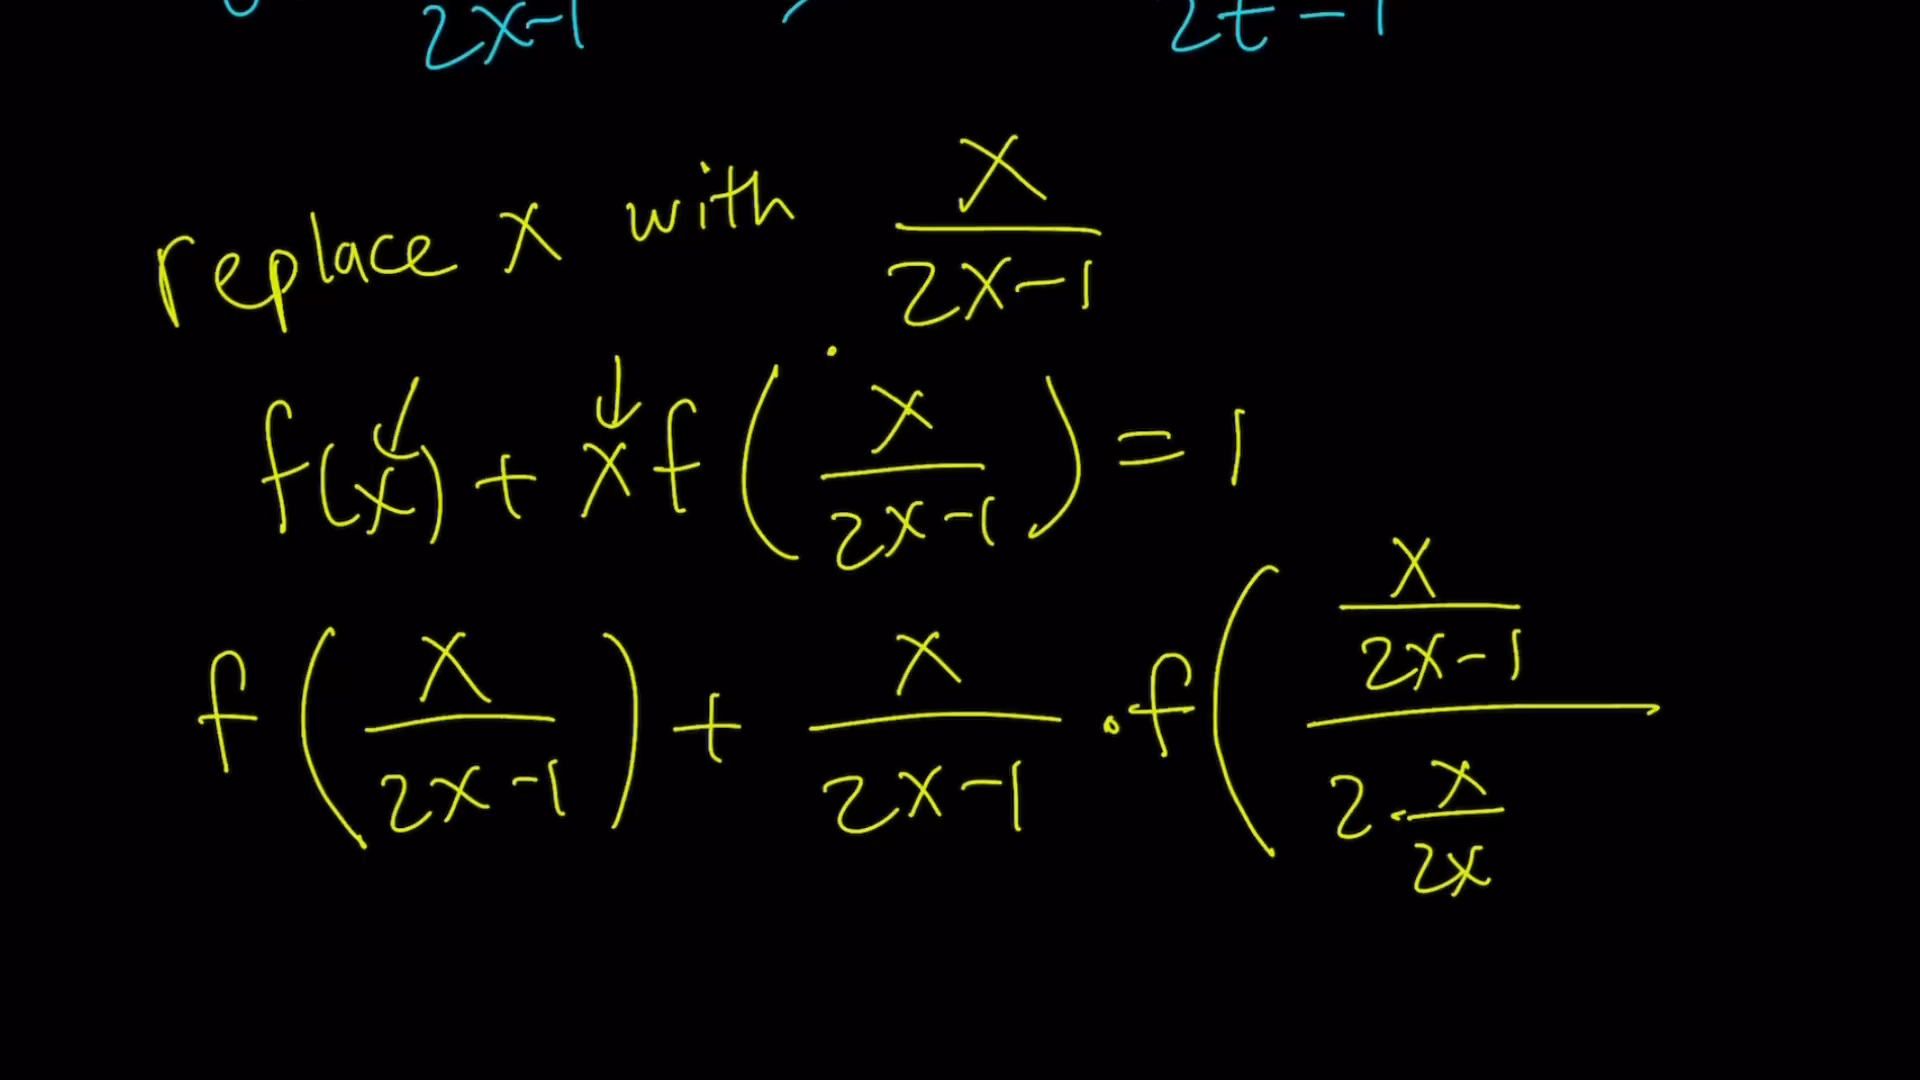 2x-1 2t-1
replace x with x/(2x-1)
f(x) + x f(x/(2x-1)) = 1
f(x/(2x-1)) + x/(2x-1) · f((x/(2x-1))/(2·x/2x